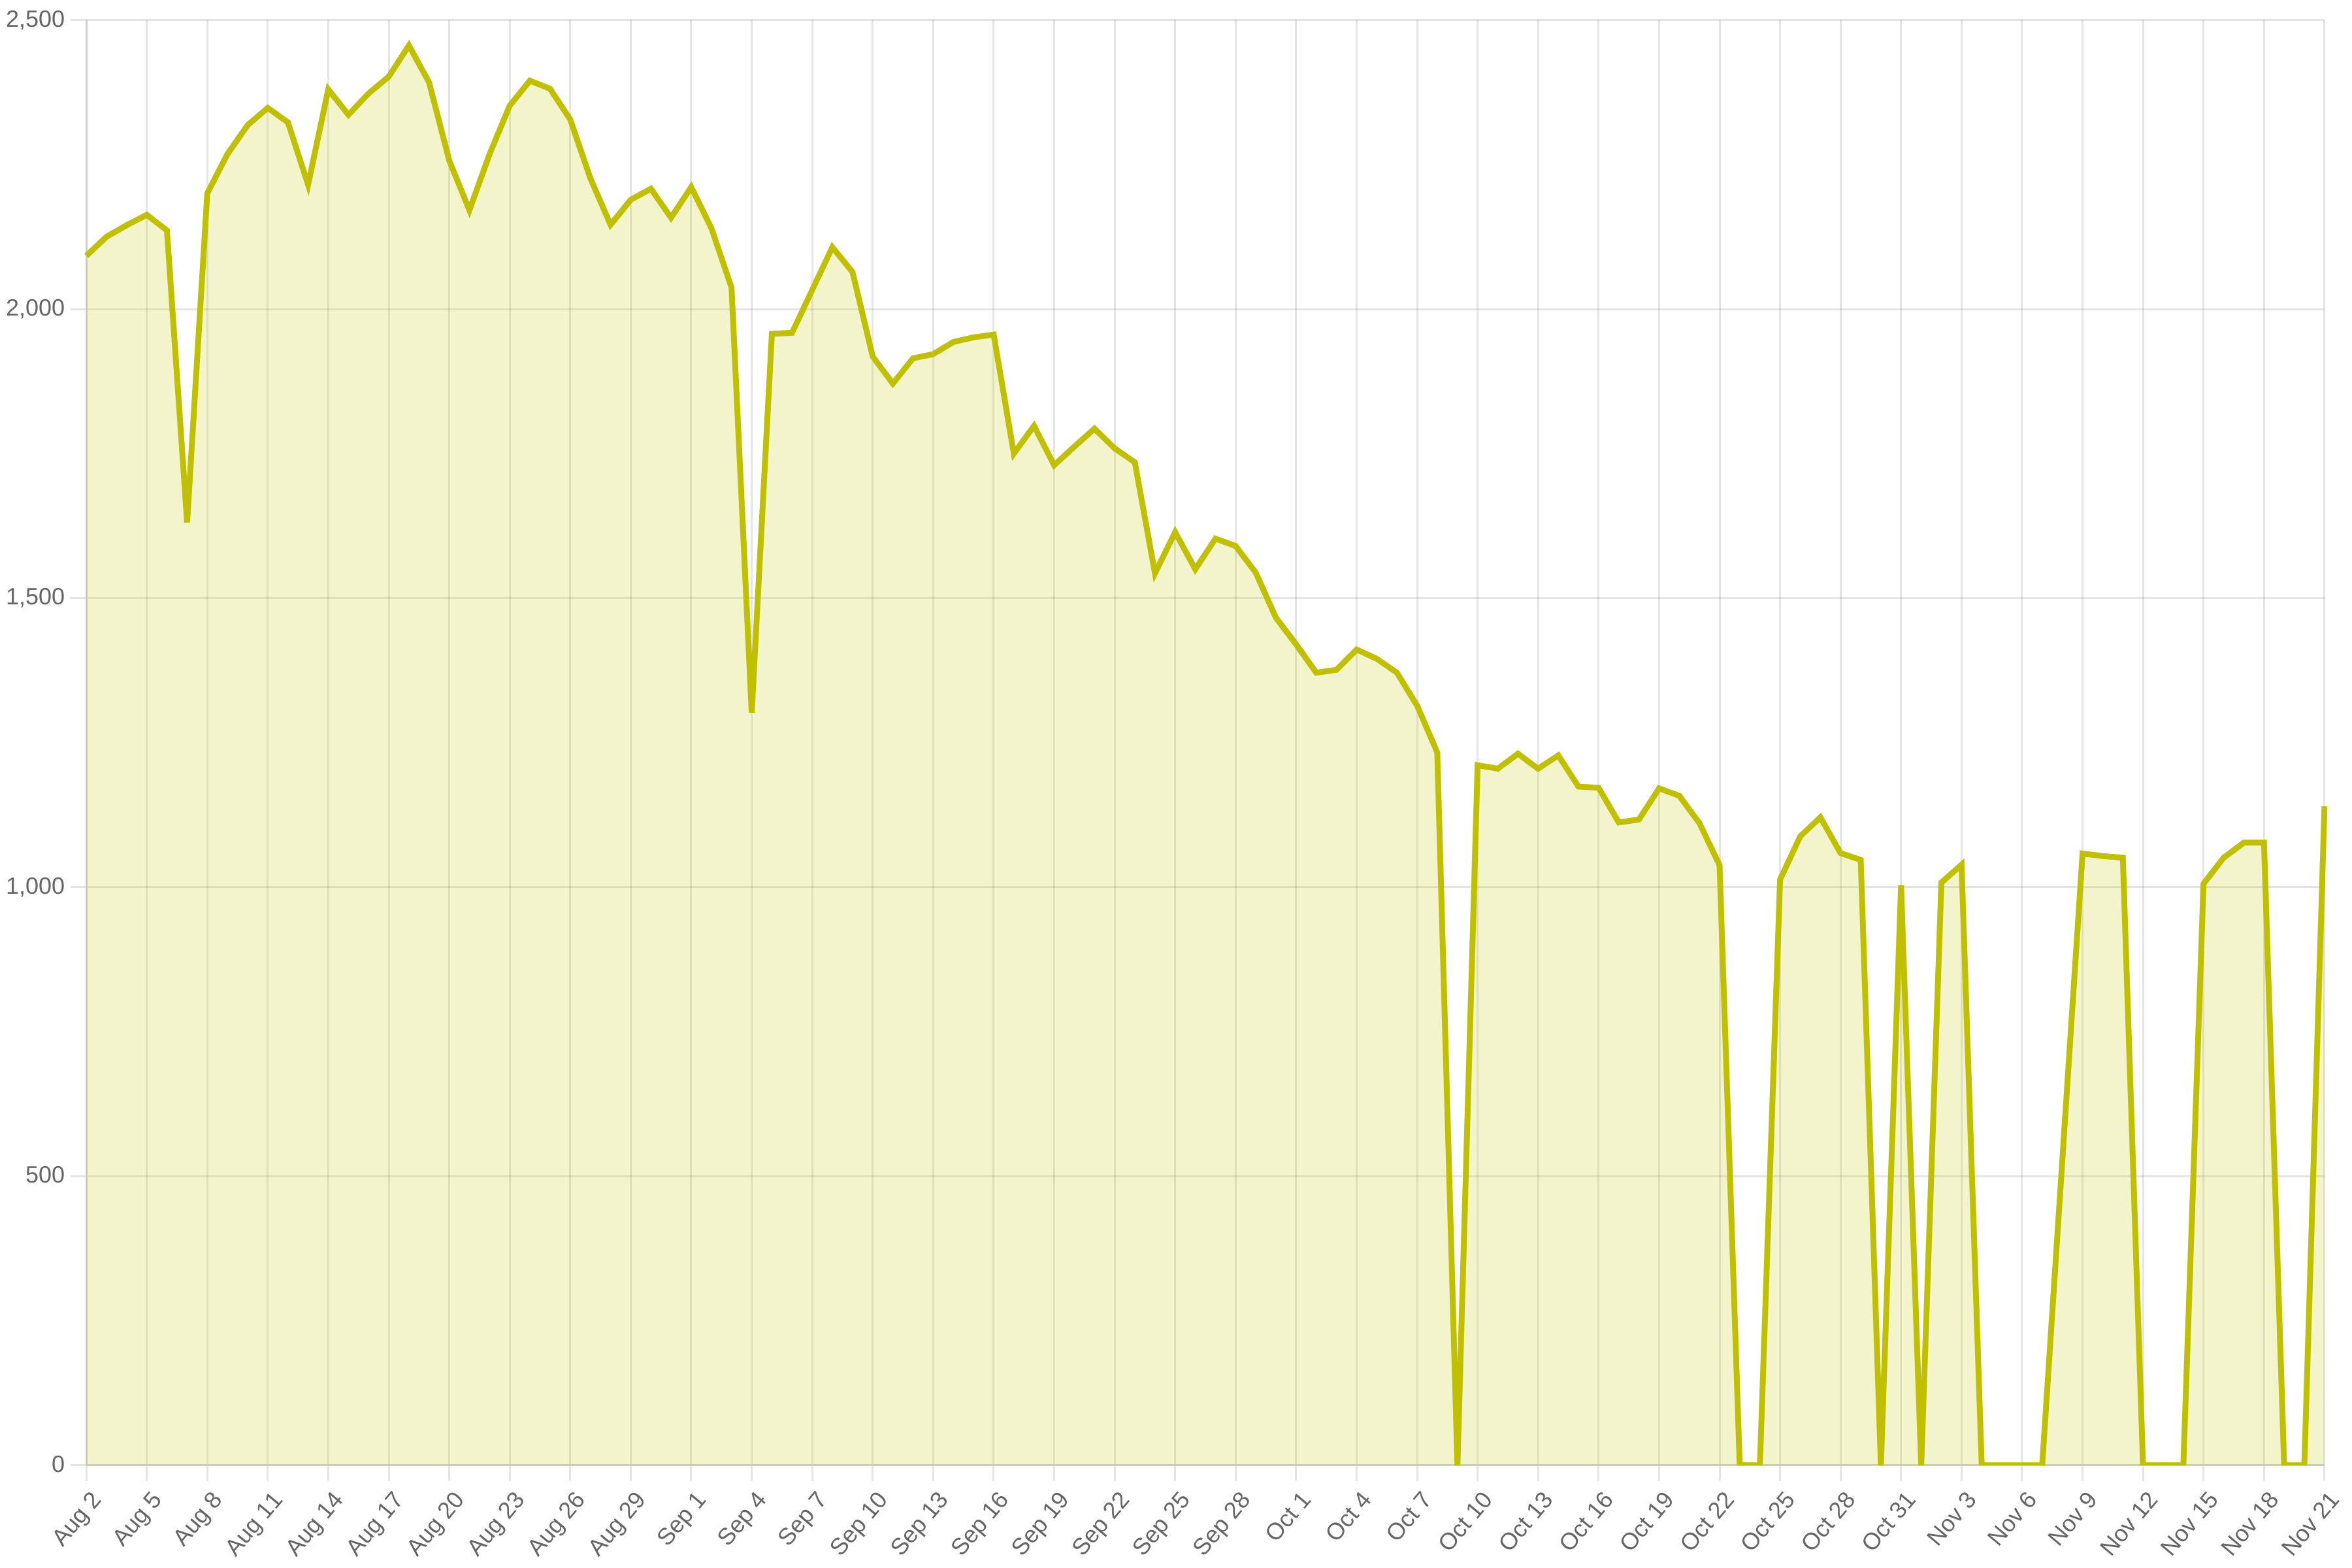 2,500
2,000
1,500
1,000
500
0
Aug 2
Aug 5
Aug 8
Aug 11
Aug 14
Aug 17
Aug 20
Aug 23
Aug 26
Aug 29
Sep 1
Sep 4
Sep 7
Sep 10
Sep 13
Sep 16
Sep 19
Sep 22
Sep 25
Sep 28
Oct 1
Oct 4
Oct 7
Oct 10
Oct 13
Oct 16
Oct 19
Oct 22
Oct 25
Oct 28
Oct 31
Nov 3
Nov 6
Nov 9
Nov 12
Nov 15
Nov 18
Nov 21